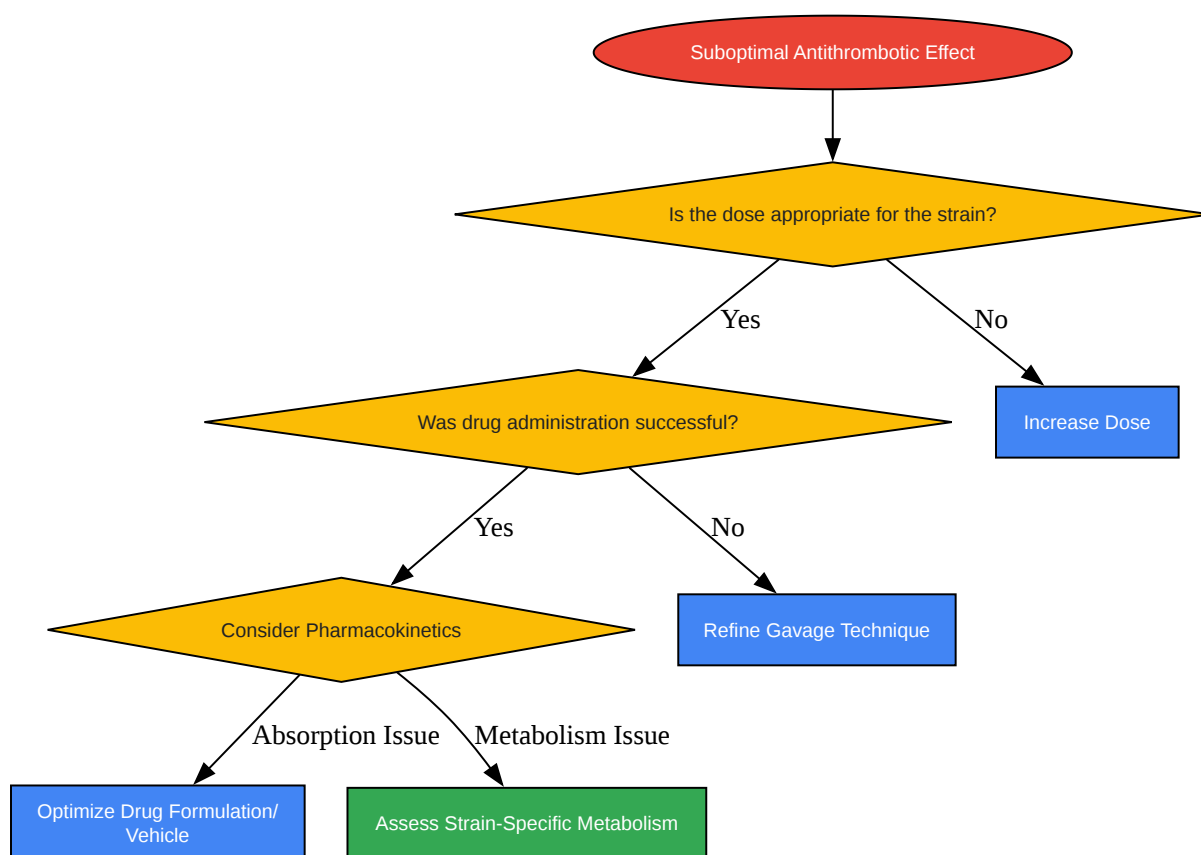 Suboptimal Antithrombotic Effect
Is the dose appropriate for the strain?
Yes
No
Was drug administration successful?
Increase Dose
Yes
No
Consider Pharmacokinetics
Refine Gavage Technique
Absorption Issue
Metabolism Issue
Optimize Drug Formulation/
Vehicle
Assess Strain-Specific Metabolism